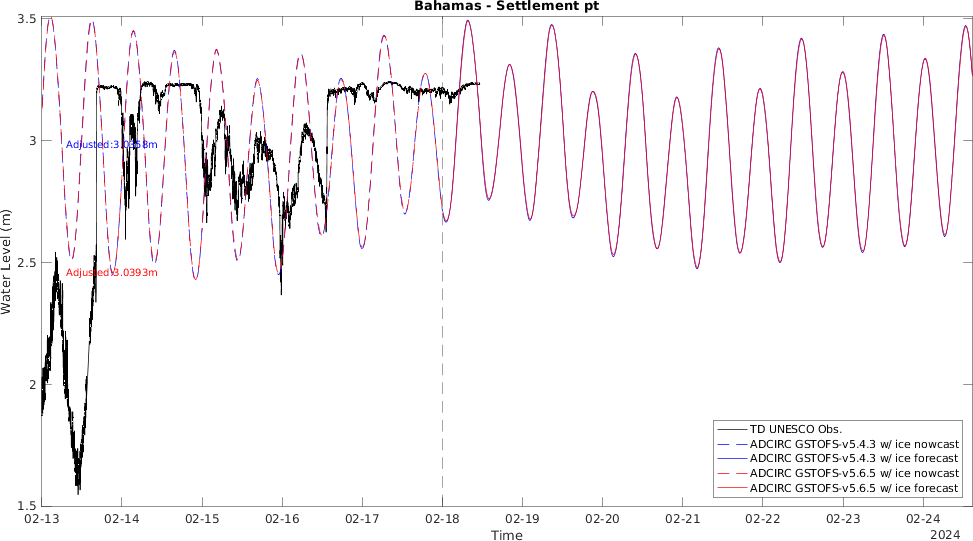 Bahamas - Settlement pt
3.5
3
2.5
2
1.5
Water Level (m)
Adjusted:3.0358m
Adjusted:3.0393m
TD UNESCO Obs.
ADCIRC GSTOFS-v5.4.3 w/ ice nowcast
ADCIRC GSTOFS-v5.4.3 w/ ice forecast
ADCIRC GSTOFS-v5.6.5 w/ ice nowcast
ADCIRC GSTOFS-v5.6.5 w/ ice forecast
02-13 02-14 02-15 02-16 02-17 02-18 02-19 02-20 02-21 02-22 02-23 02-24
Time
2024